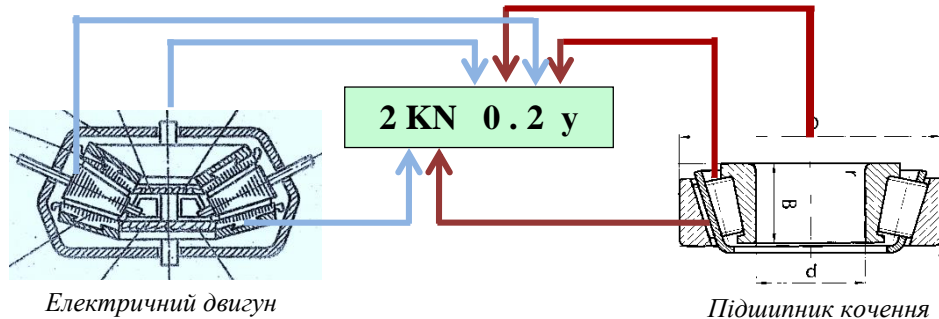 2 KN 0 . 2 y
r
B
d
Електричний двигун
Підшипник кочення